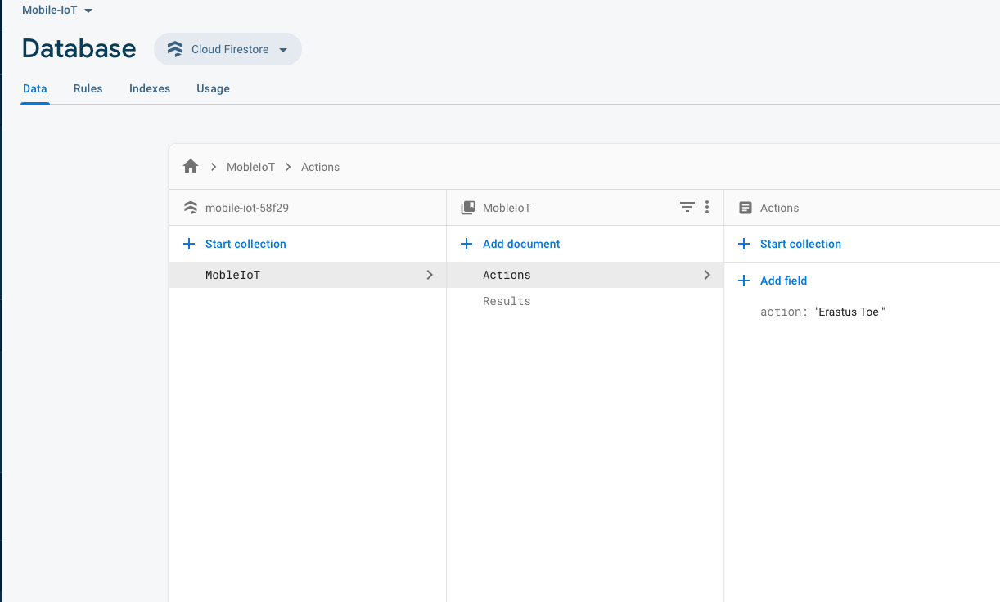 Mobile-IoT
Database Cloud Firestore
Data Rules Indexes Usage
MobleIoT Actions
mobile-iot-58f29 MobleIoT Actions
Start collection Add document Start collection
MobleIoT Actions
Add field
Results
action: "Erastus Toe "